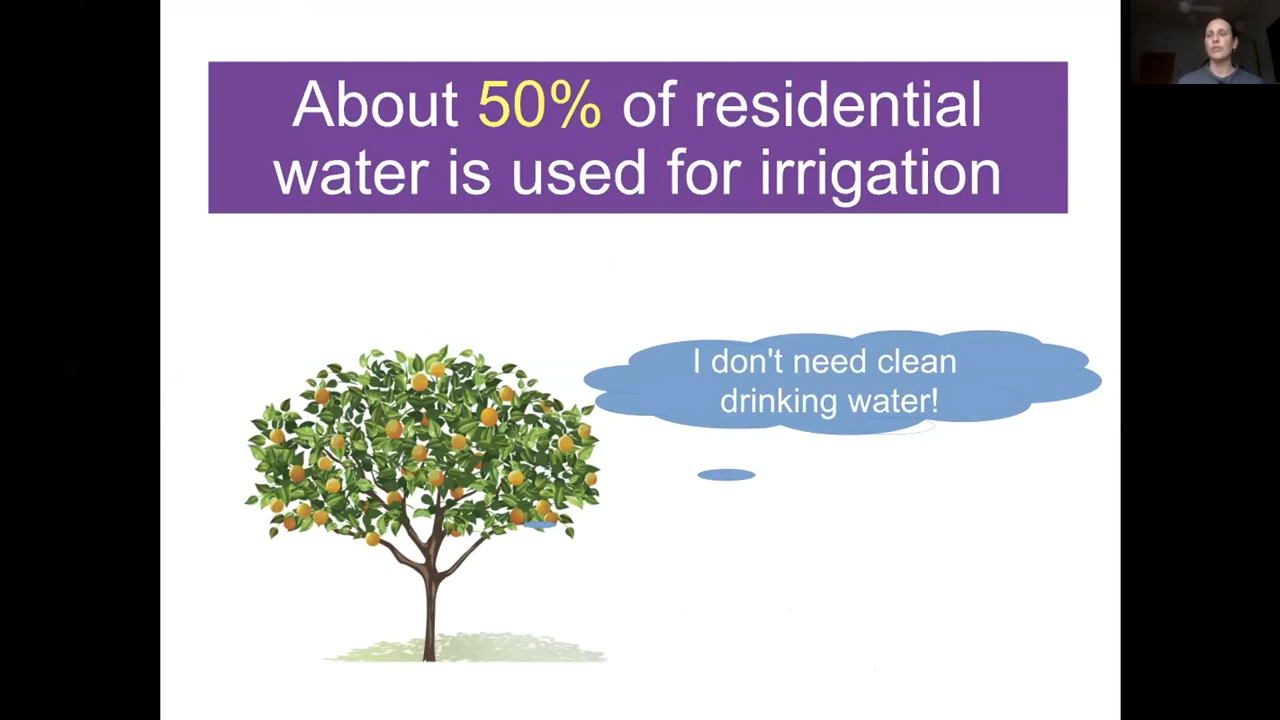 About 50% of residential
water is used for irrigation
I don't need clean
drinking water!